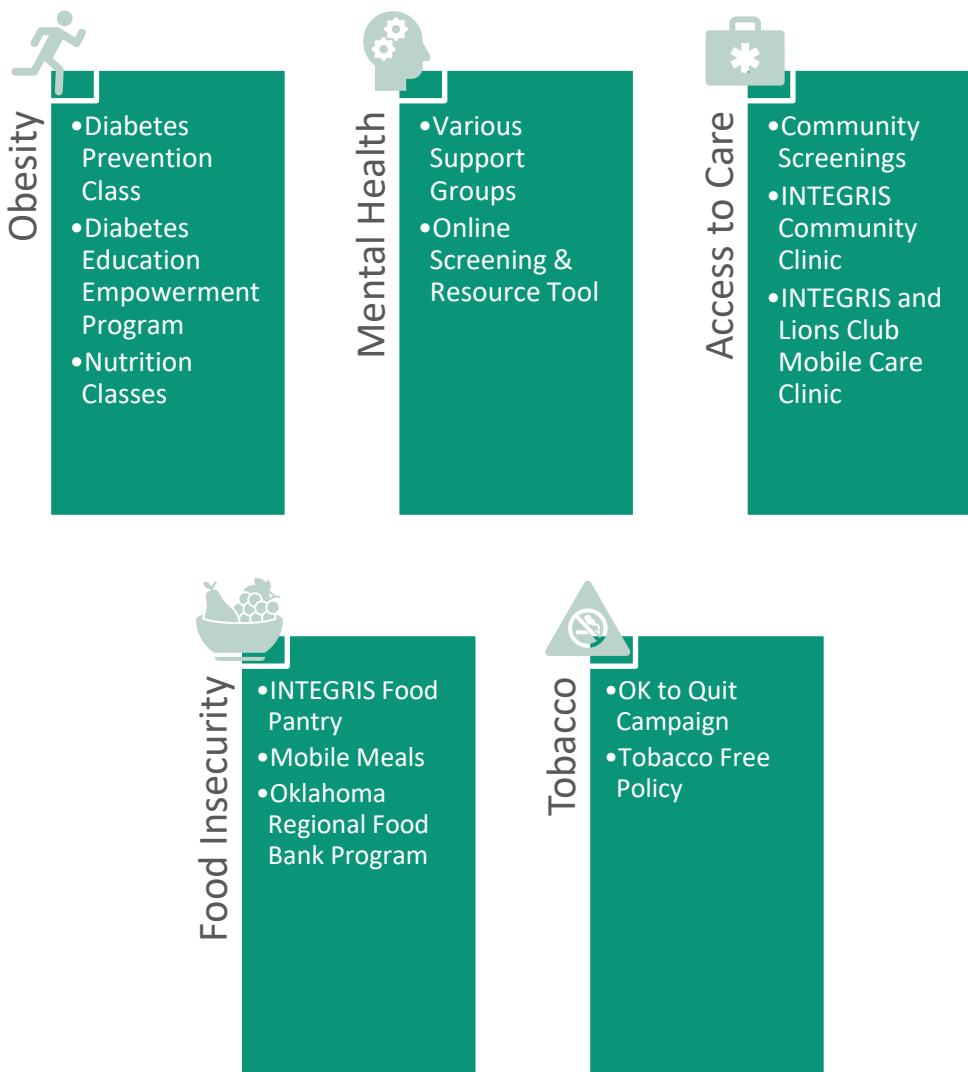 Obesity
•Diabetes
Prevention
Class
•Diabetes
Education
Empowerment
Program
•Nutrition
Classes
Mental Health
•Various
Support
Groups
•Online
Screening &
Resource Tool
Access to Care
•Community
Screenings
•INTEGRIS
Community
Clinic
•INTEGRIS and
Lions Club
Mobile Care
Clinic
Food Insecurity
•INTEGRIS Food
Pantry
•Mobile Meals
•Oklahoma
Regional Food
Bank Program
Tobacco
•OK to Quit
Campaign
•Tobacco Free
Policy